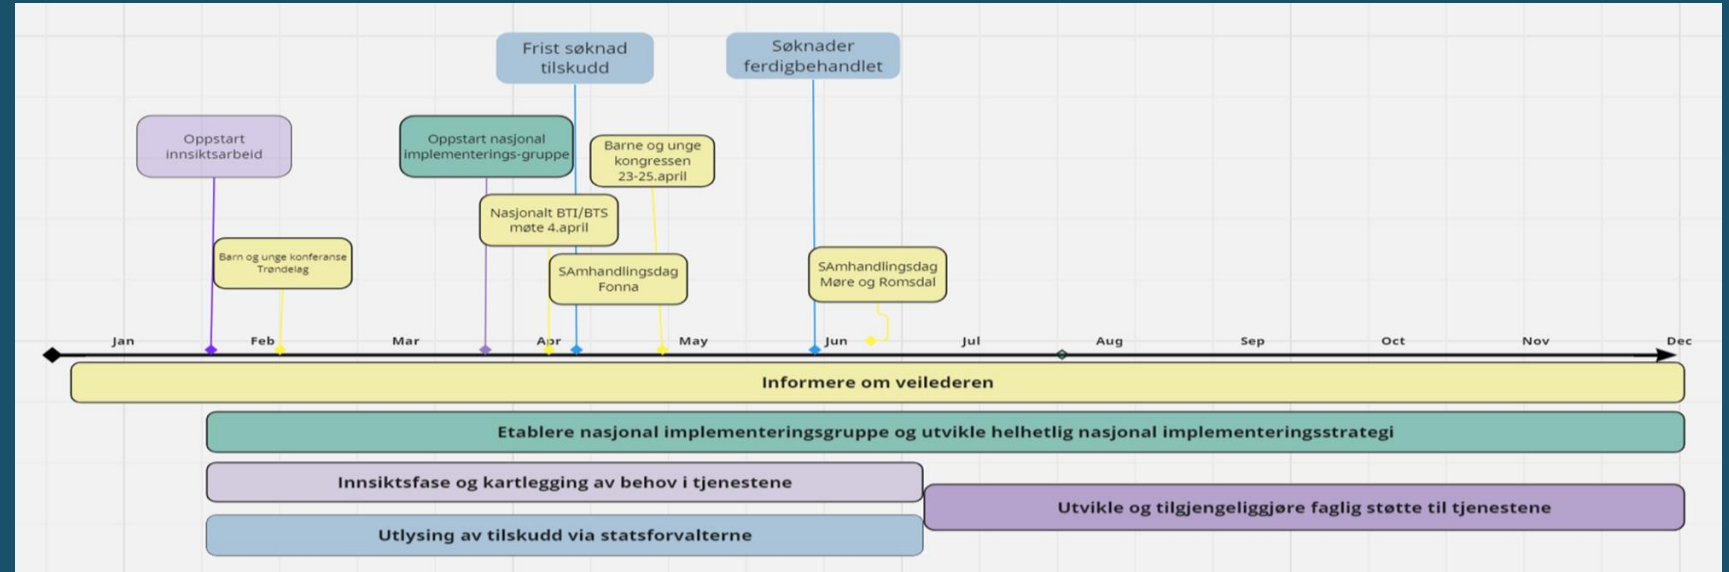 Frist søknad
tilskudd
Søknader
ferdigbehandlet
Oppstart
innsiktsarbeid
Oppstart nasjonal
implementerings-gruppe
Barne og unge
kongressen
23-25.april
Nasjonalt BTI/BTS
møte 4.april
Barn og unge konferanse
Trøndelag
SAmhandlingsdag
Fonna
SAmhandlingsdag
Møre og Romsdal
Jan Feb Mar Apr May Jun Jul Aug Sep Oct Nov Dec
Informere om veilederen
Etablere nasjonal implementeringsgruppe og utvikle helhetlig nasjonal implementeringsstrategi
Innsiktsfase og kartlegging av behov i tjenestene
Utvikle og tilgjengeliggjøre faglig støtte til tjenestene
Utlysing av tilskudd via statsforvalterne